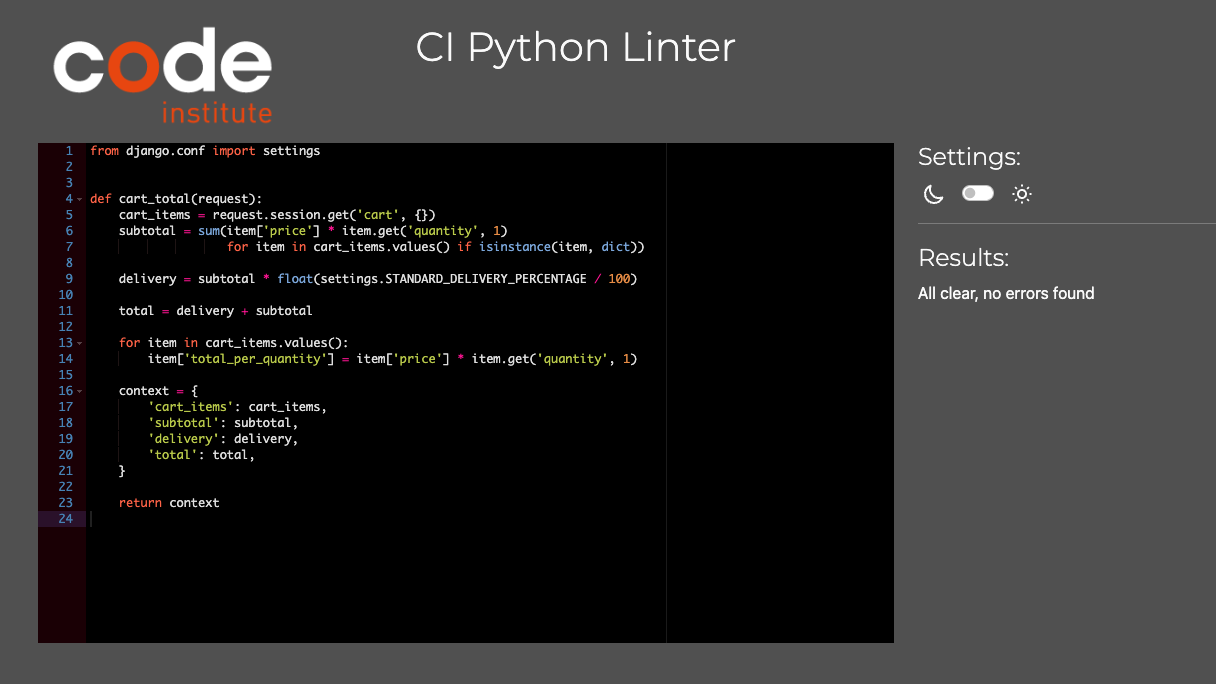 code
institute
CI Python Linter
1 from django.conf import settings
2
3
4 def cart_total(request):
5     cart_items = request.session.get('cart', {})
6     subtotal = sum(item['price'] * item.get('quantity', 1)
7                    for item in cart_items.values() if isinstance(item, dict))
8
9     delivery = subtotal * float(settings.STANDARD_DELIVERY_PERCENTAGE / 100)
10
11     total = delivery + subtotal
12
13     for item in cart_items.values():
14         item['total_per_quantity'] = item['price'] * item.get('quantity', 1)
15
16     context = {
17         'cart_items': cart_items,
18         'subtotal': subtotal,
19         'delivery': delivery,
20         'total': total,
21     }
22
23     return context
24
Settings:
Results:
All clear, no errors found